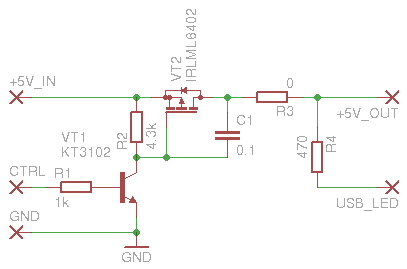 VT2
IRLML6402
+5V_IN
R2
4.3k
C1
0.1
0
R3
+5V_OUT
VT1
KT3102
470
R4
CTRL
R1
1k
USB_LED
GND
GND